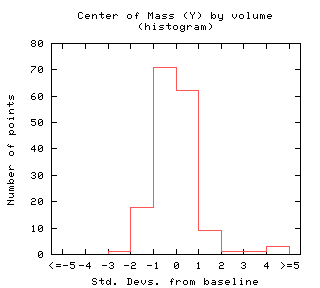 Center of Mass (Y) by volume
(histogram)
80
70
60
50
40
30
20
10
0
Number of points
<=-5 -4 -3 -2 -1 0 1 2 3 4 >=5
Std. Devs. from baseline